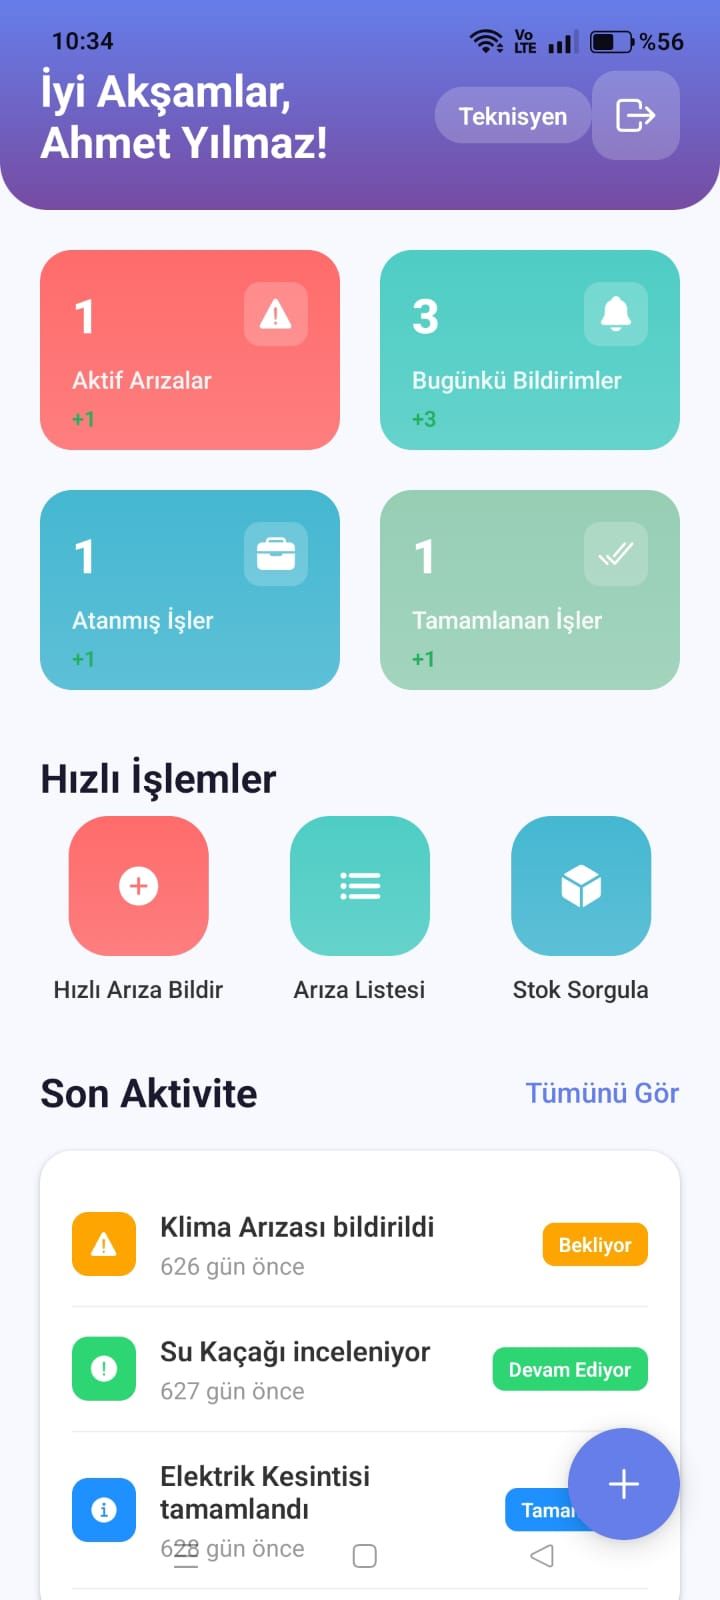 10:34
Vo
LTE
%56
İyi Akşamlar,
Ahmet Yılmaz!
Teknisyen
1
Aktif Arızalar
+1
3
Bugünkü Bildirimler
+3
1
Atanmış İşler
+1
1
Tamamlanan İşler
+1
Hızlı İşlemler
Hızlı Arıza Bildir
Arıza Listesi
Stok Sorgula
Son Aktivite
Tümünü Gör
Klima Arızası bildirildi
626 gün önce
Bekliyor
Su Kaçağı inceleniyor
627 gün önce
Devam Ediyor
Elektrik Kesintisi
tamamlandı
628 gün önce